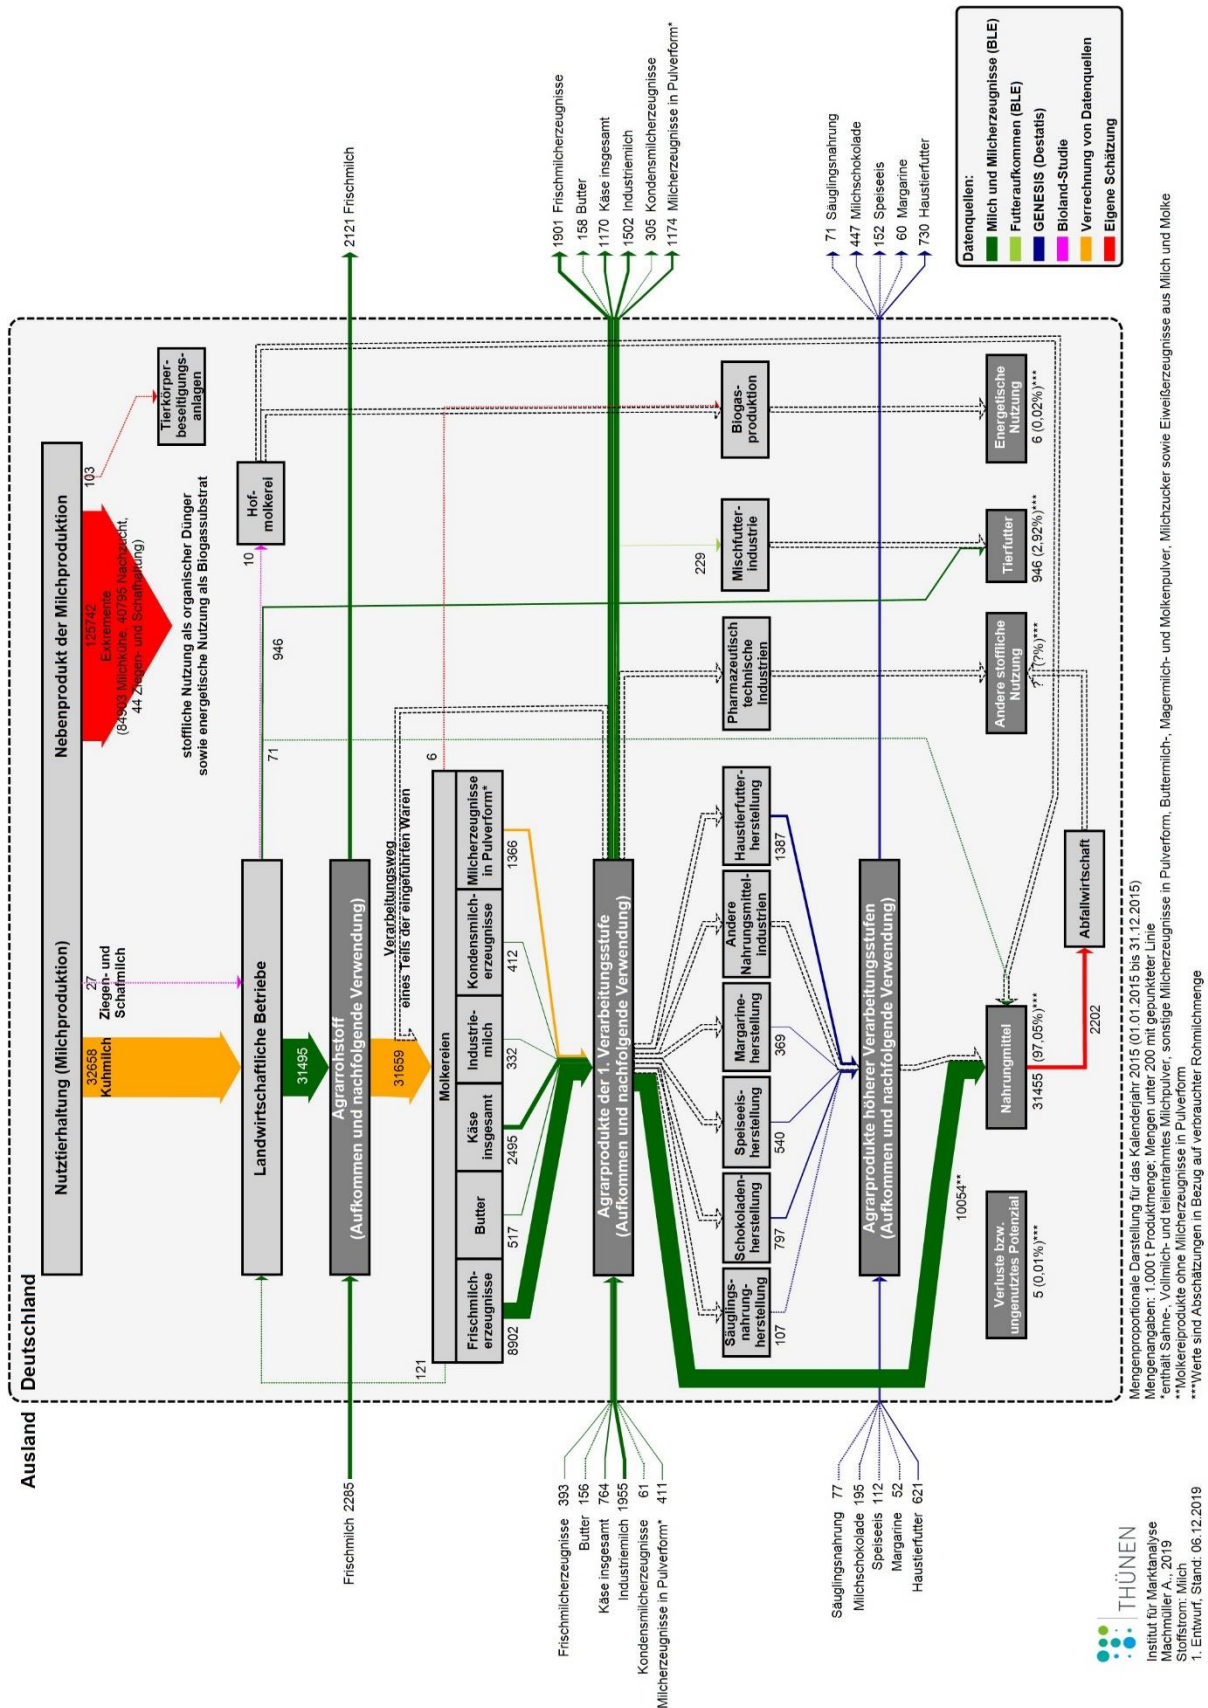 Ausland
Deutschland
Nutztierhaltung (Milchproduktion)
Nebenprodukt der Milchproduktion
32658
Kuhmilch
27
Ziegen- und
Schafmilch
125742
Exkremente
(84903 Milchkühe, 40795 Nachzucht,
44 Ziegen- und Schafhaltung)
103
Tierkörper-
beseitigungs-
anlagen
stoffliche Nutzung als organischer Dünger
sowie energetische Nutzung als Biogassubstrat
Landwirtschaftliche Betriebe
10
Hof-
molkerei
31495
71
946
Frischmilch 2285
Agrarrohstoff
(Aufkommen und nachfolgende Verwendung)
2121 Frischmilch
121
31659
Verarbeitungsweg
eines Teils der eingeführten Waren
Molkereien
6
Frischmilch-
erzeugnisse
Butter
Käse
insgesamt
Industrie-
milch
Kondensmilch-
erzeugnisse
Milcherzeugnisse
in Pulverform*
8902
517
2495
332
412
1366
Frischmilcherzeugnisse 393
Butter 156
Käse insgesamt 764
Industriemilch 1955
Kondensmilcherzeugnisse 61
Milcherzeugnisse in Pulverform* 411
Agrarprodukte der 1. Verarbeitungsstufe
(Aufkommen und nachfolgende Verwendung)
1901 Frischmilcherzeugnisse
158 Butter
1170 Käse insgesamt
1502 Industriemilch
305 Kondensmilcherzeugnisse
1174 Milcherzeugnisse in Pulverform*
229
Säuglings-
nahrung-
herstellung
Schokoladen-
herstellung
Speiseeis-
herstellung
Margarine-
herstellung
Andere
Nahrungsmittel-
industrien
Haustierfutter-
herstellung
Pharmazeutisch
technische
Industrien
Mischfutter-
industrie
Biogas-
produktion
107
797
540
369
1387
Säuglingsnahrung 77
Milchschokolade 195
Speiseeis 112
Margarine 52
Haustierfutter 621
Agrarprodukte höherer Verarbeitungsstufen
(Aufkommen und nachfolgende Verwendung)
71 Säuglingsnahrung
447 Milchschokolade
152 Speiseeis
60 Margarine
730 Haustierfutter
10054**
Verluste bzw.
ungenutztes Potenzial
5 (0,01%)***
Nahrungmittel
31455 (97,05%)***
Andere stoffliche
Nutzung
? (?%)***
Tierfutter
946 (2,92%)***
Energetische
Nutzung
6 (0,02%)***
2202
Abfallwirtschaft
Datenquellen:
Milch und Milcherzeugnisse (BLE)
Futteraufkommen (BLE)
GENESIS (Destatis)
Bioland-Studie
Verrechnung von Datenquellen
Eigene Schätzung
Mengenproportionale Darstellung für das Kalenderjahr 2015 (01.01.2015 bis 31.12.2015)
Mengenangaben: 1.000 t Produktmenge; Mengen unter 200 mit gepunkteter Linie
*enthält Sahne-, Vollmilch- und teilentrahmtes Milchpulver, sonstige Milcherzeugnisse in Pulverform, Buttermilch-, Magermilch- und Molkenpulver, Milchzucker sowie Eiweißerzeugnisse aus Milch und Molke
**Molkereiprodukte ohne Milcherzeugnisse in Pulverform
***Werte sind Abschätzungen in Bezug auf verbrauchter Rohmilchmenge
THÜNEN
Institut für Marktanalyse
Machmüller A., 2019
Stoffstrom: Milch
1. Entwurf, Stand: 06.12.2019